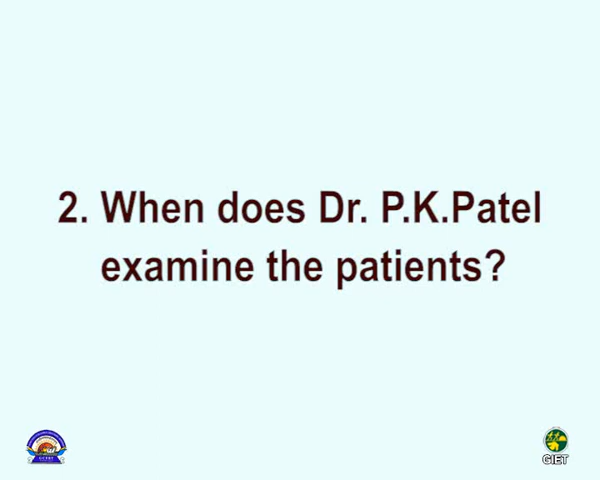 2. When does Dr. P.K.Patel
examine the patients?
GIET